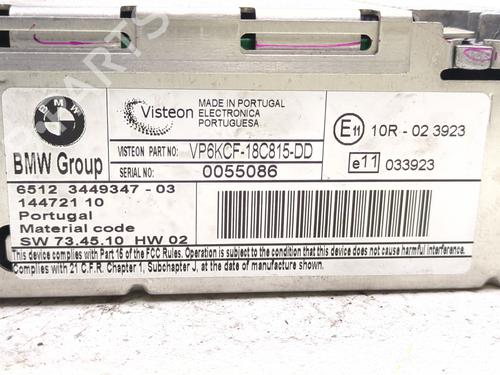 BMW
BMW Group
Visteon
MADE IN PORTUGAL
ELECTRONICA
PORTUGUESA
VISTEON PART NO: VP6KCF-18C815-DD
SERIAL NO: 0055086
E11 10R - 02 3923
e11 033923
6512 3449347 - 03
144721 10
Portugal
Material code
SW 73.45.10 HW 02
This device complies with Part 15 of the FCC Rules. Operation is subject to the condition that this device does not cause harmful interference.
Complies with 21 C.F.R. Chapter 1, Subchapter J, at the date of manufacture shown.